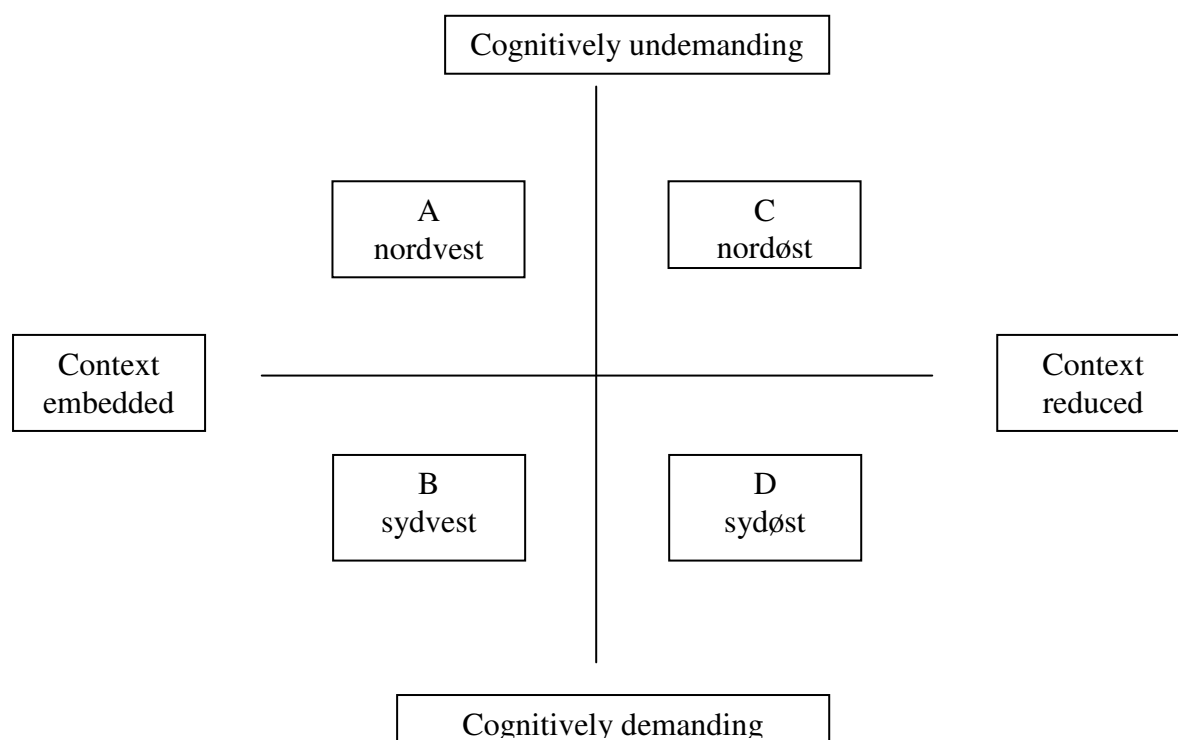 Cognitively undemanding
A
nordvest
C
nordøst
Context
embedded
Context
reduced
B
sydvest
D
sydøst
Cognitively demanding